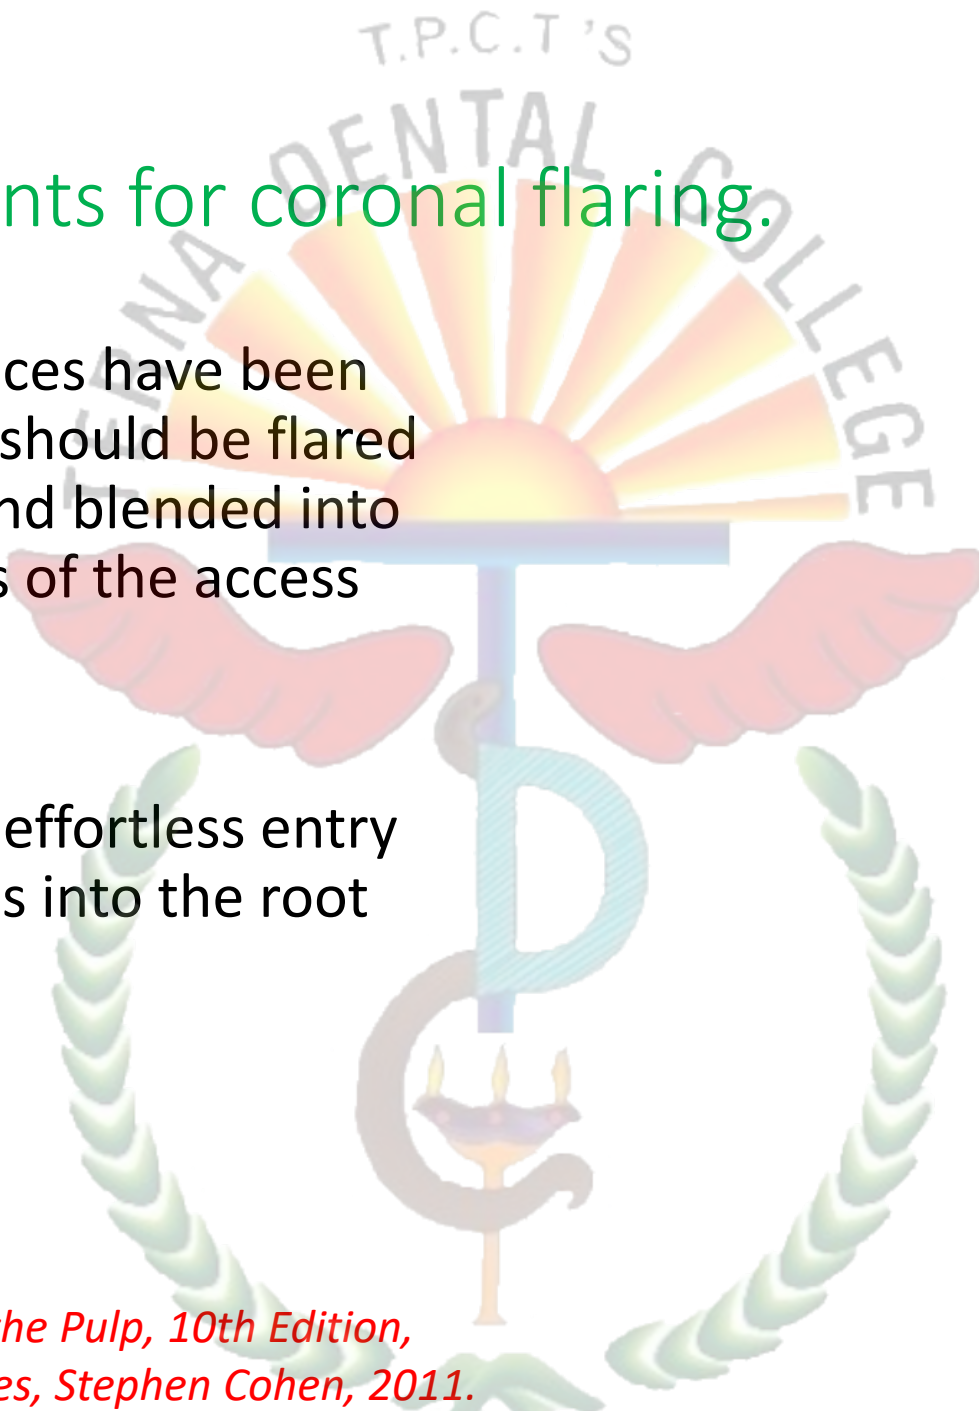 T.P.C.T 'S
TERNA DENTAL COLLEGE
nts for coronal flaring.
ces have been
should be flared
nd blended into
s of the access
effortless entry
s into the root
he Pulp, 10th Edition,
es, Stephen Cohen, 2011.